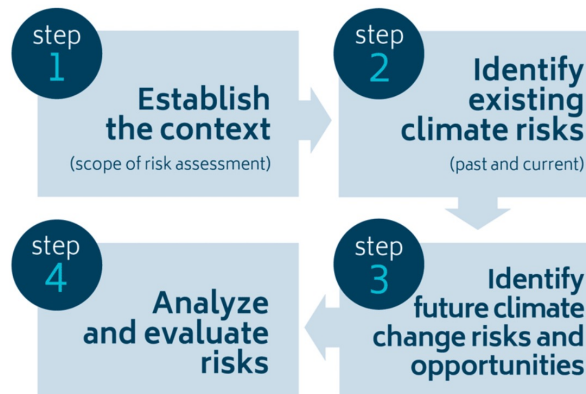 step
1
Establish
the context
(scope of risk assessment)
step
2
Identify
existing
climate risks
(past and current)
step
3
Identify
future climate
change risks and
opportunities
step
4
Analyze
and evaluate
risks